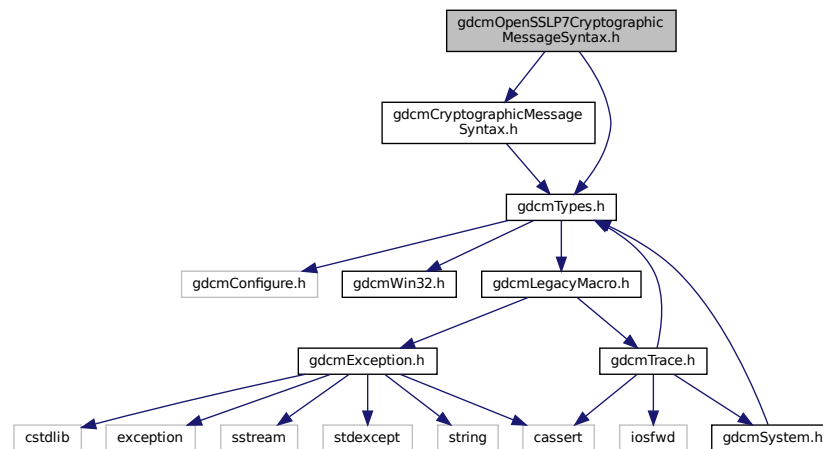 gdcmOpenSSLP7Cryptographic
MessageSyntax.h
gdcmCryptographicMessage
Syntax.h
gdcmTypes.h
gdcmConfigure.h
gdcmWin32.h
gdcmLegacyMacro.h
gdcmException.h
gdcmTrace.h
cstdlib
exception
sstream
stdexcept
string
cassert
iosfwd
gdcmSystem.h